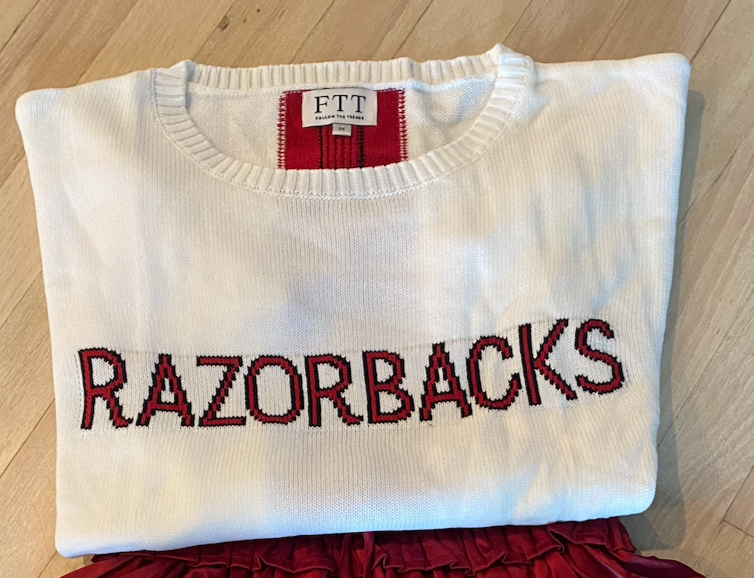 FTT
FOLLOW THE TRENDS
M
RAZORBACKS